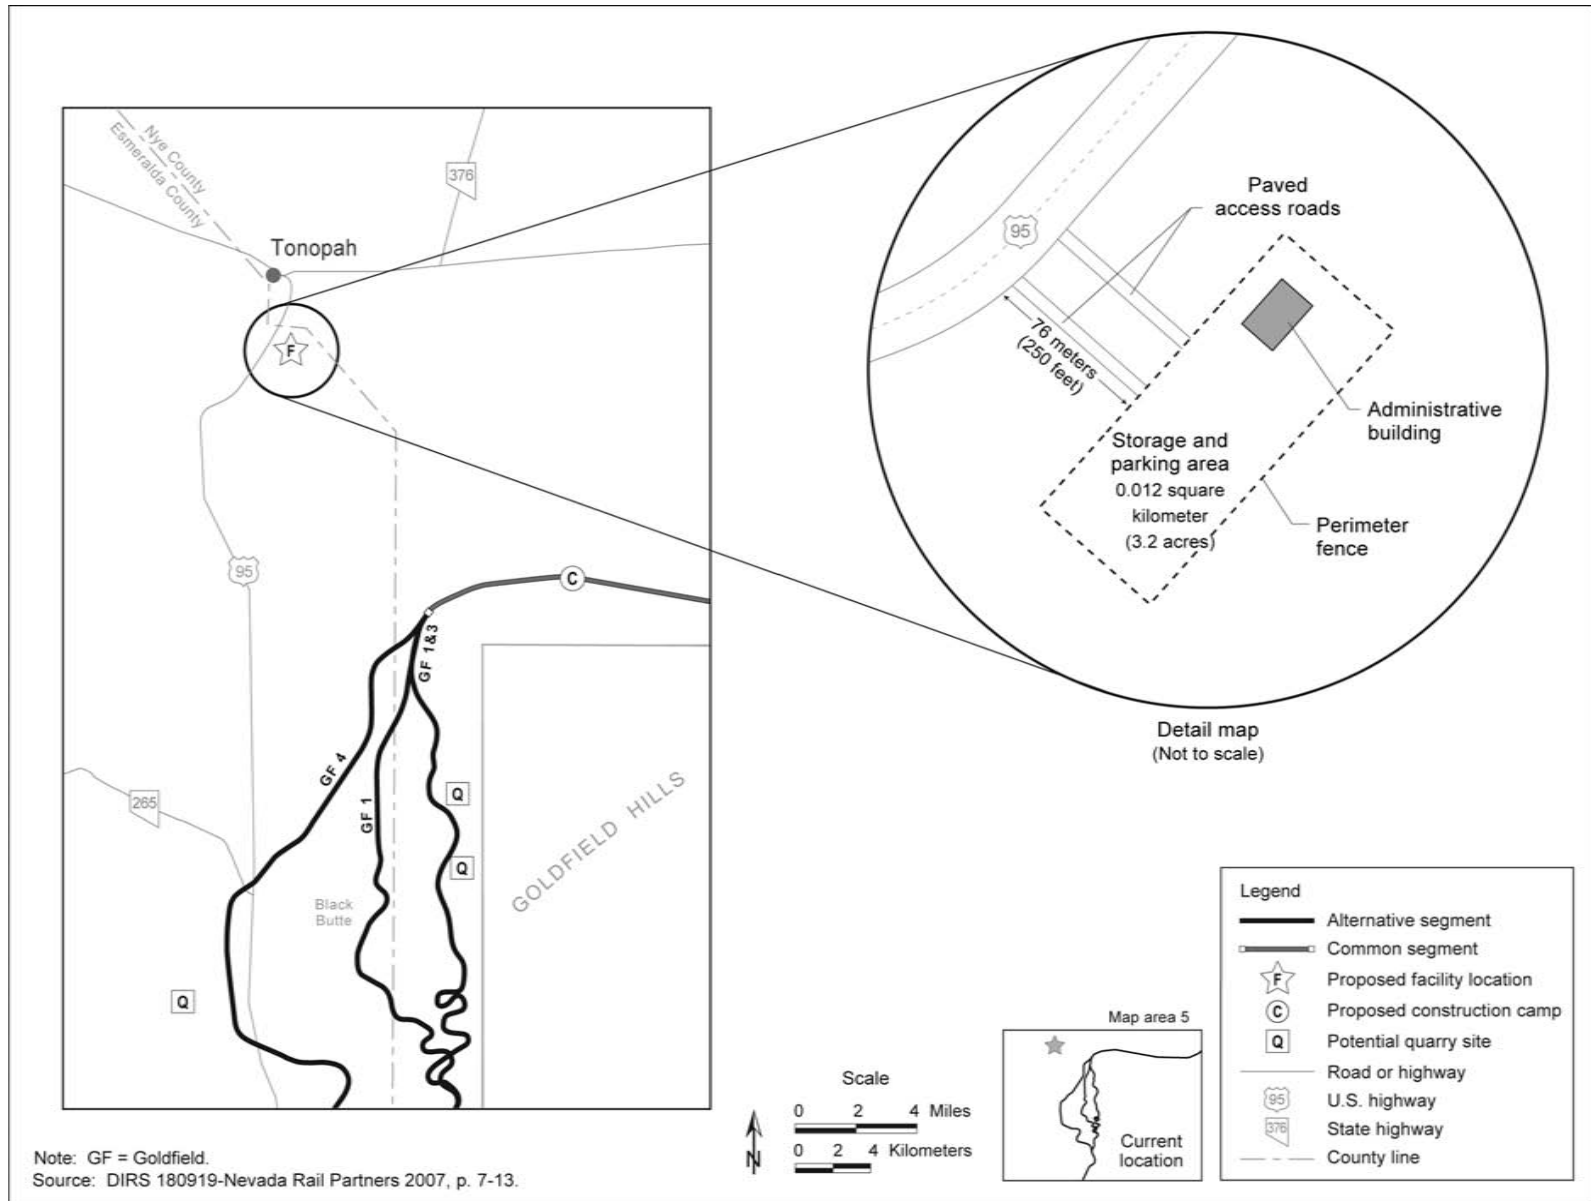 Nye County
Esmeralda County
376
Tonopah
F
95
C
GF 1&3
GF 4
GF 1
265
Q
Q
Q
Black
Butte
GOLDFIELD HILLS
95
Paved
access roads
76 meters
(250 feet)
Administrative
building
Storage and
parking area
0.012 square
kilometer
(3.2 acres)
Perimeter
fence
Detail map
(Not to scale)
Scale
0 2 4 Miles
0 2 4 Kilometers
N
Map area 5
Current
location
Legend
Alternative segment
Common segment
F Proposed facility location
C Proposed construction camp
Q Potential quarry site
Road or highway
95 U.S. highway
376 State highway
County line
Note: GF = Goldfield.
Source: DIRS 180919-Nevada Rail Partners 2007, p. 7-13.